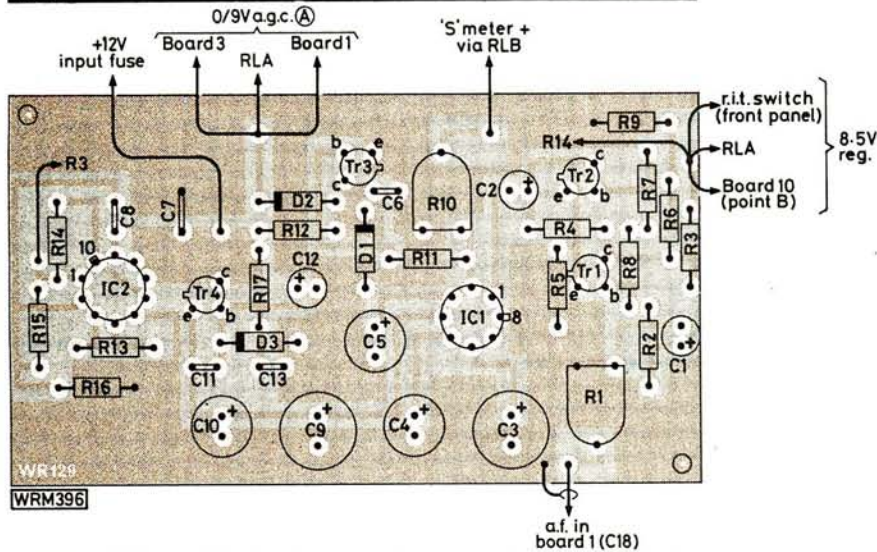 0/9V a.g.c. A
+12V input fuse
Board 3
RLA
Board 1
'S' meter + via RLB
r.i.t. switch (front panel)
RLA
Board 10 (point B)
8·5V reg.
R3
R14
R9
b
e
c
Tr3
D2
C6
R10
C2
+
c
Tr2
e
b
R7
R6
R3
C8
C7
R14
10
1
IC2
R12
D1
R11
R4
R17
C12
+
c
Tr4
e
b
1
IC1
8
R5
c
Tr1
e
b
R8
R15
R13
D3
C5
+
R2
C1
+
R16
C11
C13
R1
C10
+
C9
+
C4
+
C3
+
WR129
WRM396
a.f. in
board 1 (C18)